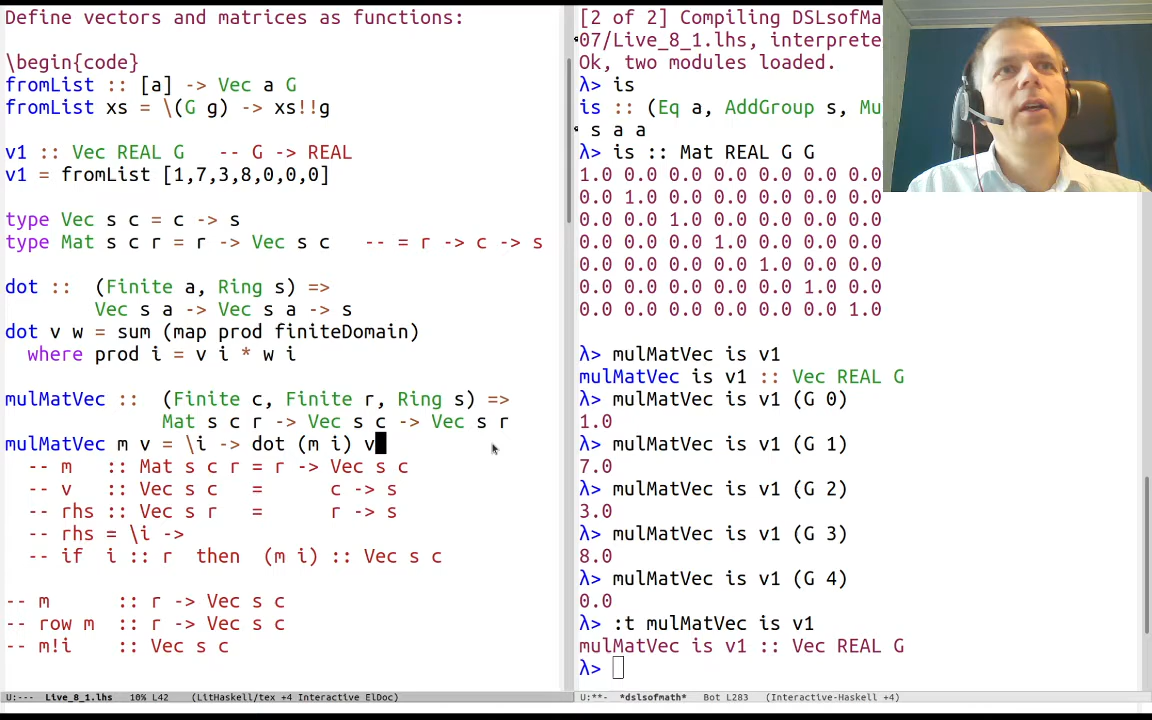 Define vectors and matrices as functions:
\begin{code}
fromList :: [a] -> Vec a G
fromList xs = \(G g) -> xs!!g
v1 :: Vec REAL G  -- G -> REAL
v1 = fromList [1,7,3,8,0,0,0]
type Vec s c = c -> s
type Mat s c r = r -> Vec s c   -- = r -> c -> s
dot ::  (Finite a, Ring s) =>
        Vec s a -> Vec s a -> s
dot v w = sum (map prod finiteDomain)
  where prod i = v i * w i
mulMatVec ::  (Finite c, Finite r, Ring s) =>
              Mat s c r -> Vec s c -> Vec s r
mulMatVec m v = \i -> dot (m i) v
  -- m   :: Mat s c r = r -> Vec s c
  -- v   :: Vec s c   =      c -> s
  -- rhs :: Vec s r   =      r -> s
  -- rhs = \i ->
  -- if  i :: r  then  (m i) :: Vec s c
-- m      :: r -> Vec s c
-- row m  :: r -> Vec s c
-- m!i    :: Vec s c
U:--- Live_8_1.lhs   10% L42   (LitHaskell/tex +4 Interactive ElDoc)
[2 of 2] Compiling DSLsofMa
07/Live_8_1.lhs, interprete
Ok, two modules loaded.
λ> is
is :: (Eq a, AddGroup s, Mu
 s a a
λ> is :: Mat REAL G G
1.0 0.0 0.0 0.0 0.0 0.0 0.0
0.0 1.0 0.0 0.0 0.0 0.0 0.0
0.0 0.0 1.0 0.0 0.0 0.0 0.0
0.0 0.0 0.0 1.0 0.0 0.0 0.0
0.0 0.0 0.0 0.0 1.0 0.0 0.0
0.0 0.0 0.0 0.0 0.0 1.0 0.0
0.0 0.0 0.0 0.0 0.0 0.0 1.0
λ> mulMatVec is v1
mulMatVec is v1 :: Vec REAL G
λ> mulMatVec is v1 (G 0)
1.0
λ> mulMatVec is v1 (G 1)
7.0
λ> mulMatVec is v1 (G 2)
3.0
λ> mulMatVec is v1 (G 3)
8.0
λ> mulMatVec is v1 (G 4)
0.0
λ> :t mulMatVec is v1
mulMatVec is v1 :: Vec REAL G
λ>
U:**- *dslsofmath*   Bot L283   (Interactive-Haskell +4)